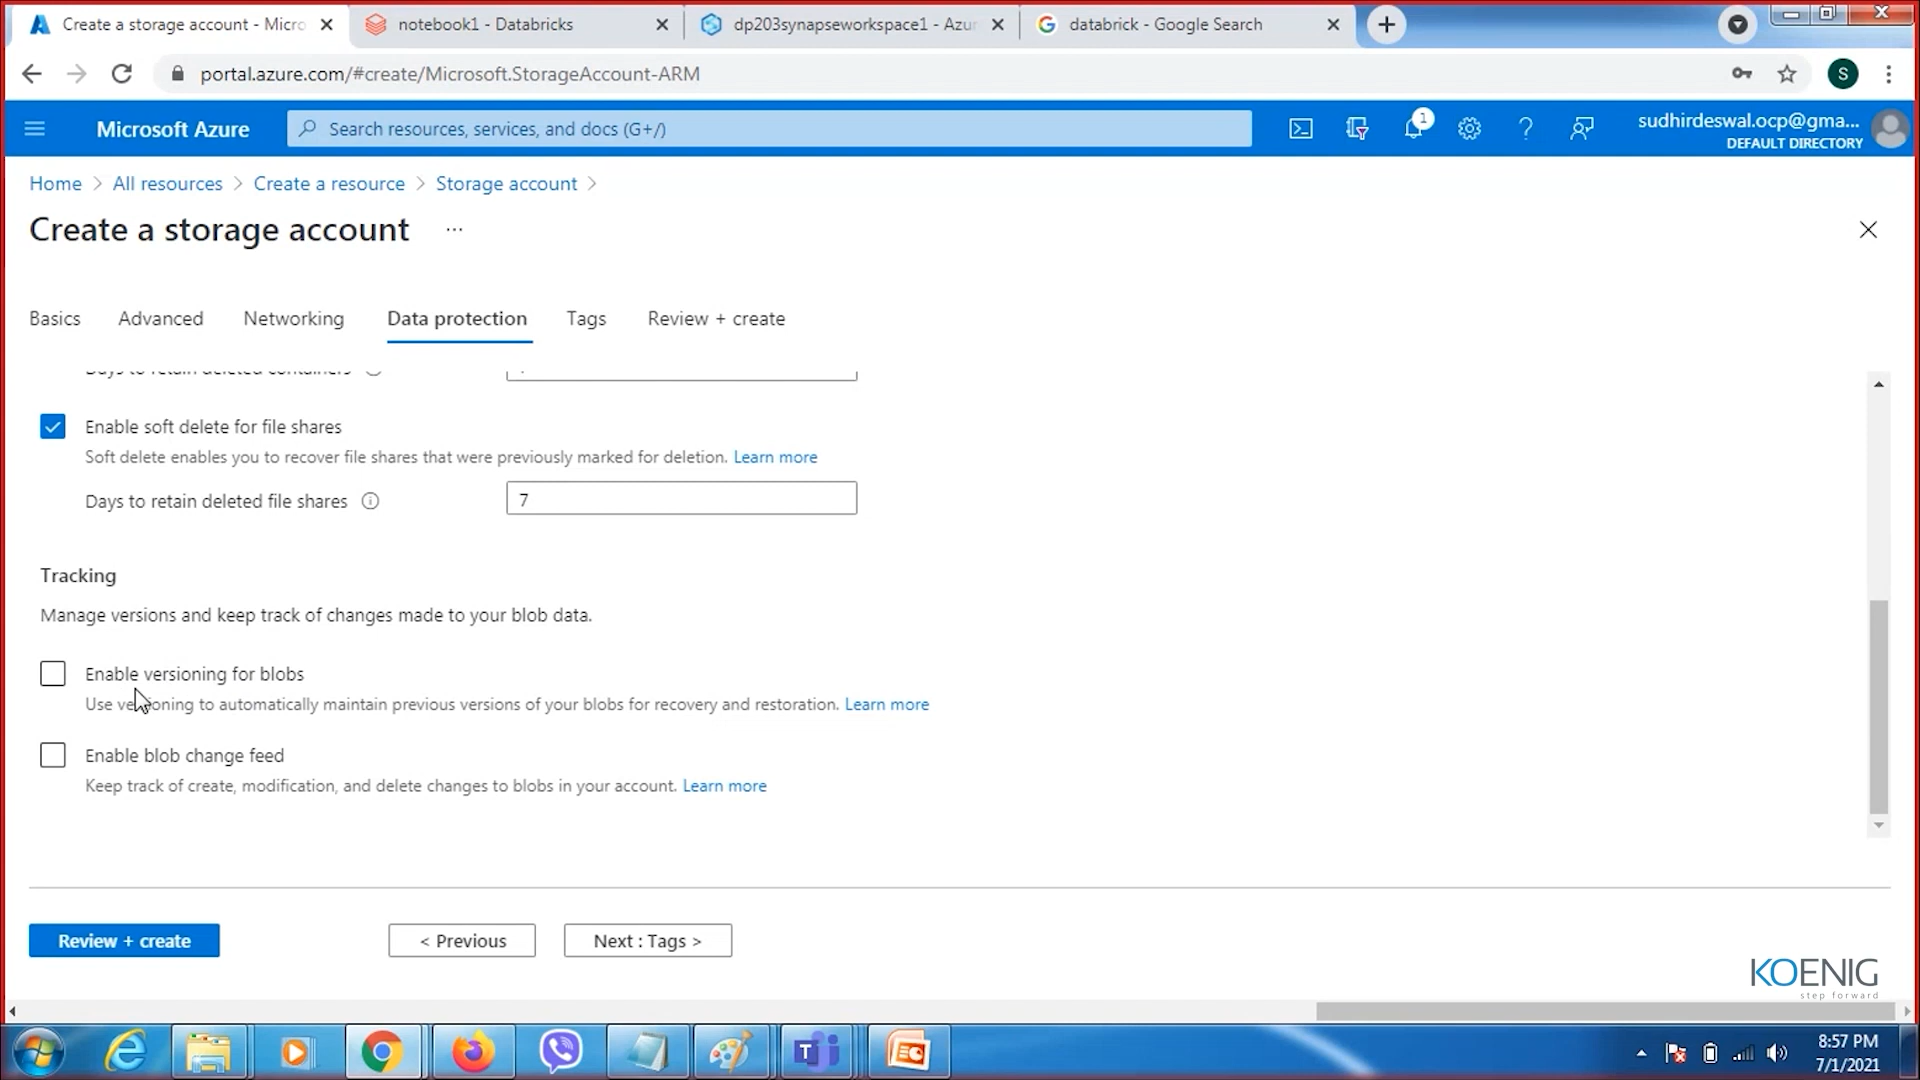 Create a storage account - Micro
notebook1 - Databricks
dp203synapseworkspace1 - Azur
databrick - Google Search
portal.azure.com/#create/Microsoft.StorageAccount-ARM
S
Microsoft Azure
Search resources, services, and docs (G+/)
1
sudhirdeswal.ocp@gma...
DEFAULT DIRECTORY
Home > All resources > Create a resource > Storage account >
Create a storage account ...
Basics
Advanced
Networking
Data protection
Tags
Review + create
Days to retain deleted containers
Enable soft delete for file shares
Soft delete enables you to recover file shares that were previously marked for deletion. Learn more
Days to retain deleted file shares
7
Tracking
Manage versions and keep track of changes made to your blob data.
Enable versioning for blobs
Use versioning to automatically maintain previous versions of your blobs for recovery and restoration. Learn more
Enable blob change feed
Keep track of create, modification, and delete changes to blobs in your account. Learn more
Review + create
< Previous
Next : Tags >
KOENIG
step forward
8:57 PM
7/1/2021